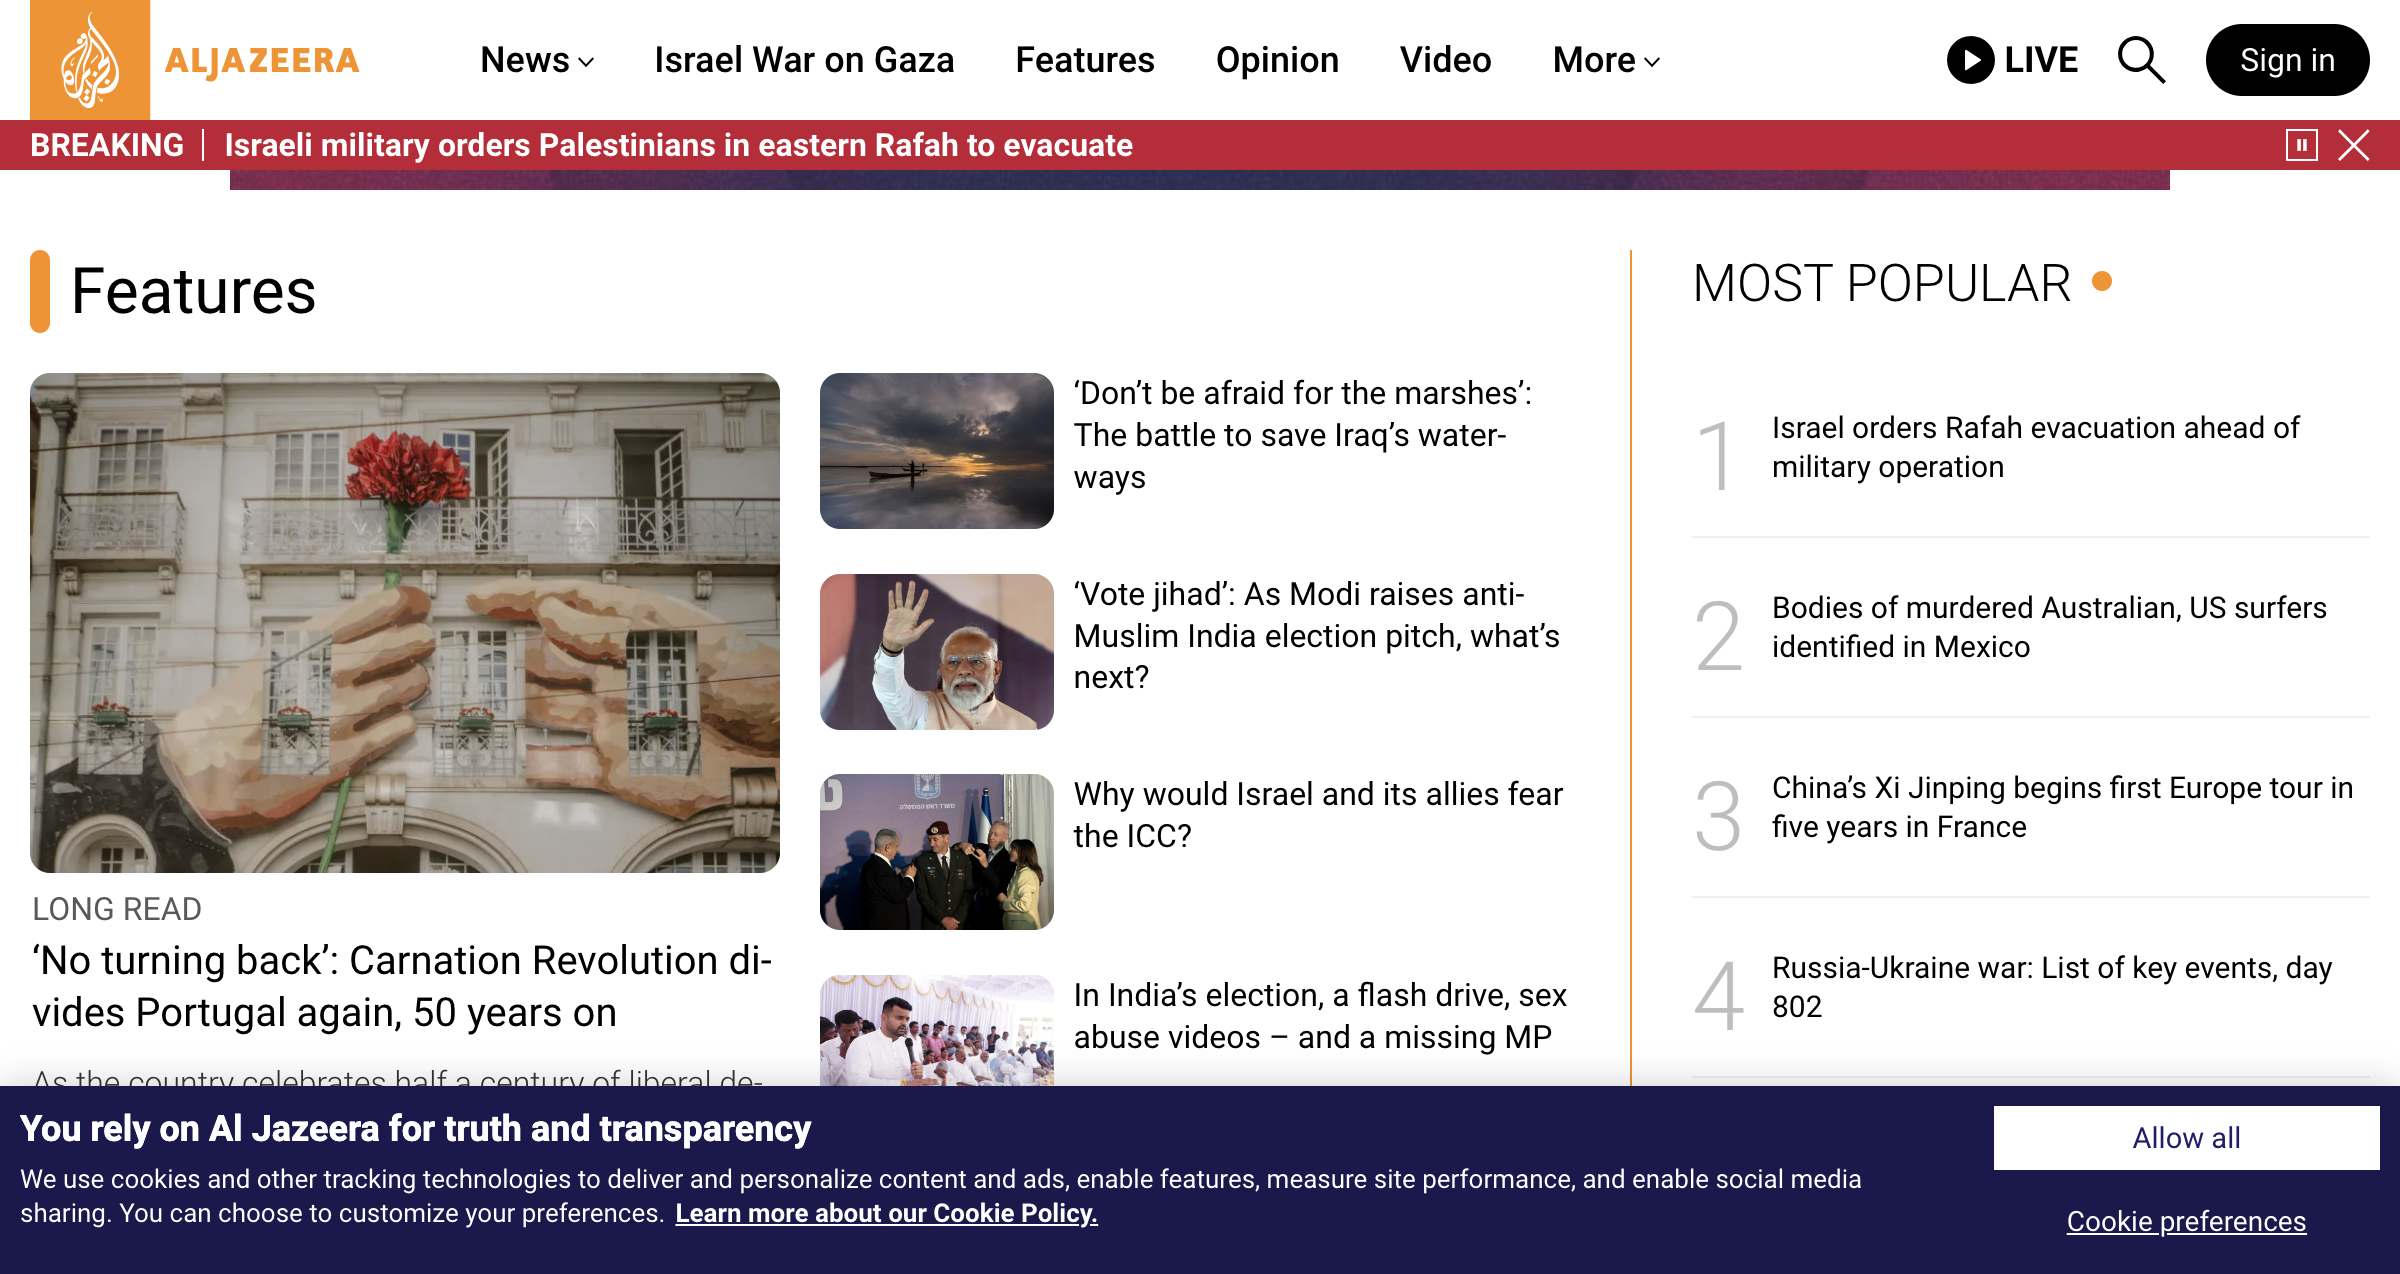 ALJAZEERA
News
Israel War on Gaza
Features
Opinion
Video
More
LIVE
Sign in
BREAKING
Israeli military orders Palestinians in eastern Rafah to evacuate
Features
LONG READ
‘No turning back’: Carnation Revolution di-
vides Portugal again, 50 years on
As the country celebrates half a century of liberal de-
‘Don’t be afraid for the marshes’:
The battle to save Iraq’s water-
ways
‘Vote jihad’: As Modi raises anti-
Muslim India election pitch, what’s
next?
משרד ראש הממשלה
Why would Israel and its allies fear
the ICC?
In India’s election, a flash drive, sex
abuse videos – and a missing MP
MOST POPULAR
1
Israel orders Rafah evacuation ahead of
military operation
2
Bodies of murdered Australian, US surfers
identified in Mexico
3
China’s Xi Jinping begins first Europe tour in
five years in France
4
Russia-Ukraine war: List of key events, day
802
You rely on Al Jazeera for truth and transparency
We use cookies and other tracking technologies to deliver and personalize content and ads, enable features, measure site performance, and enable social media
sharing. You can choose to customize your preferences. Learn more about our Cookie Policy.
Allow all
Cookie preferences